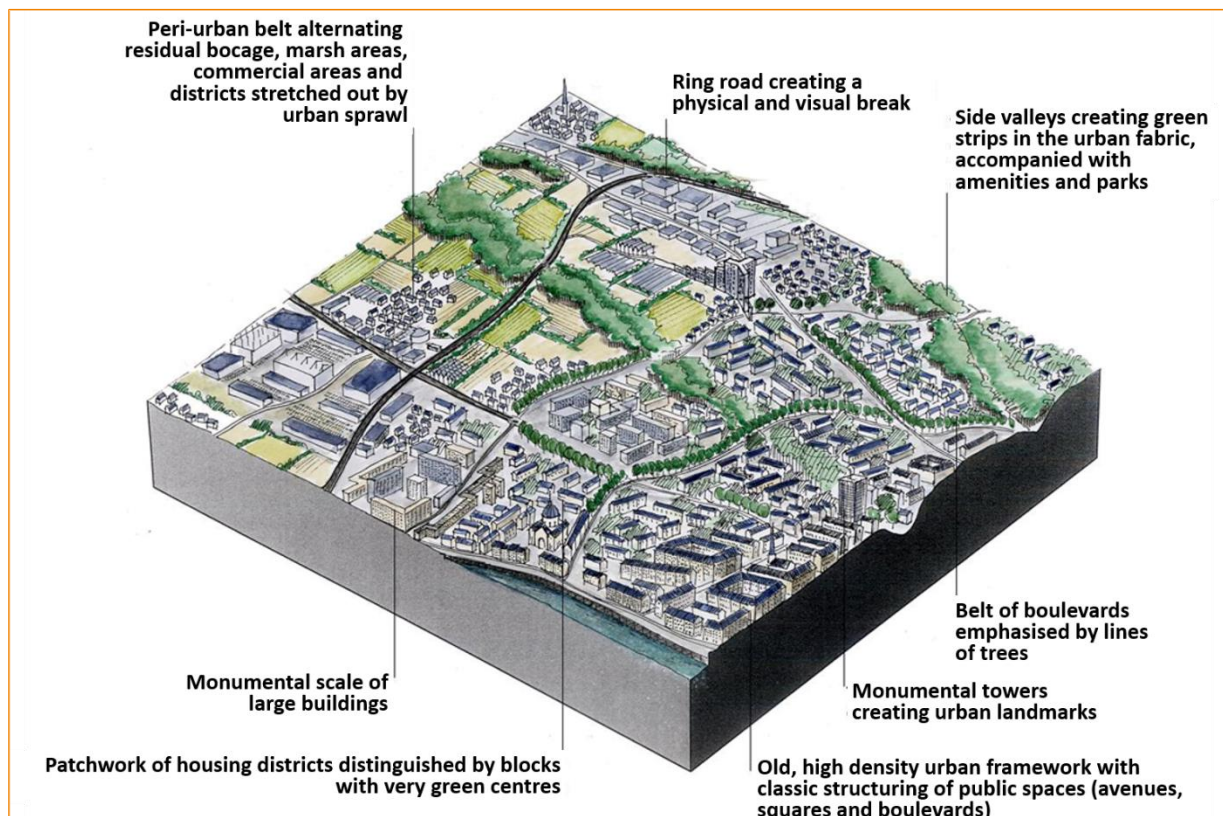 Peri-urban belt alternating
residual bocage, marsh areas,
commercial areas and
districts stretched out by
urban sprawl
Ring road creating a
physical and visual break
Side valleys creating green
strips in the urban fabric,
accompanied with
amenities and parks
Monumental scale of
large buildings
Patchwork of housing districts distinguished by blocks
with very green centres
Belt of boulevards
emphasised by lines
of trees
Monumental towers
creating urban landmarks
Old, high density urban framework with
classic structuring of public spaces (avenues,
squares and boulevards)